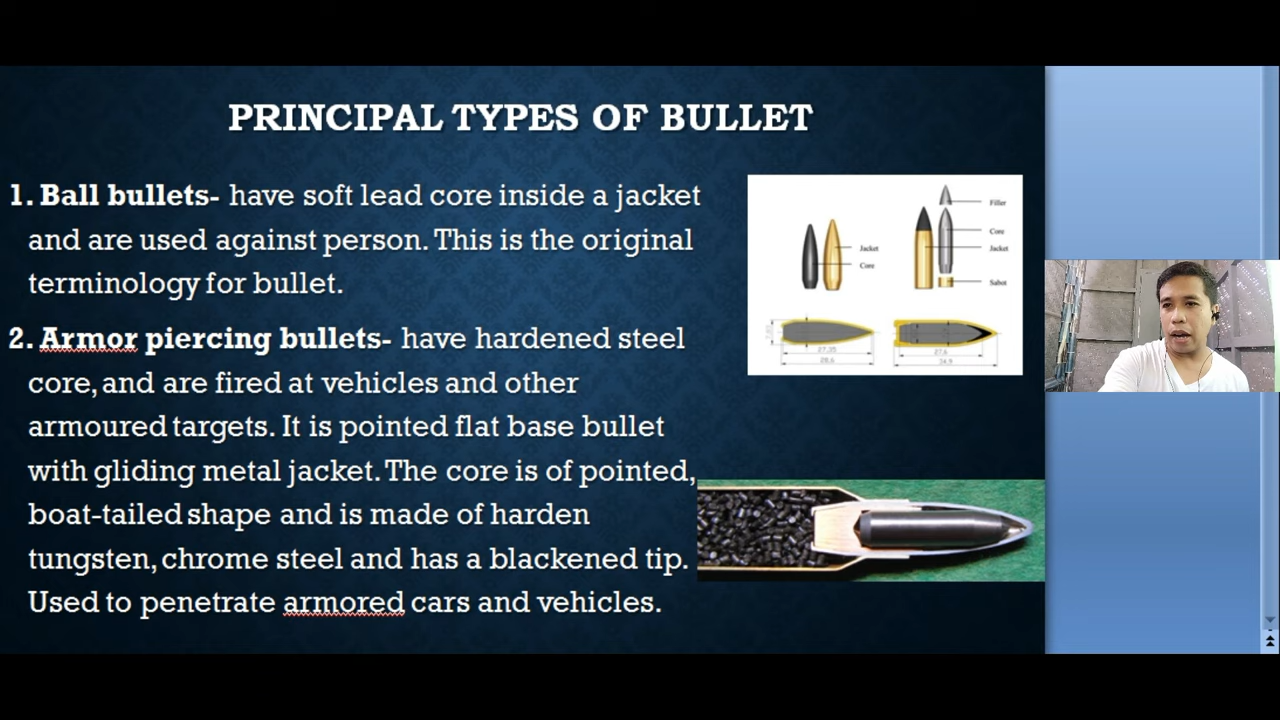 PRINCIPAL TYPES OF BULLET
1. Ball bullets- have soft lead core inside a jacket
and are used against person. This is the original
terminology for bullet.
2. Armor piercing bullets- have hardened steel
core, and are fired at vehicles and other
armoured targets. It is pointed flat base bullet
with gliding metal jacket. The core is of pointed,
boat-tailed shape and is made of harden
tungsten, chrome steel and has a blackened tip.
Used to penetrate armored cars and vehicles.
Filler
Core
Jacket
Sabot
Jacket
Core
27,6